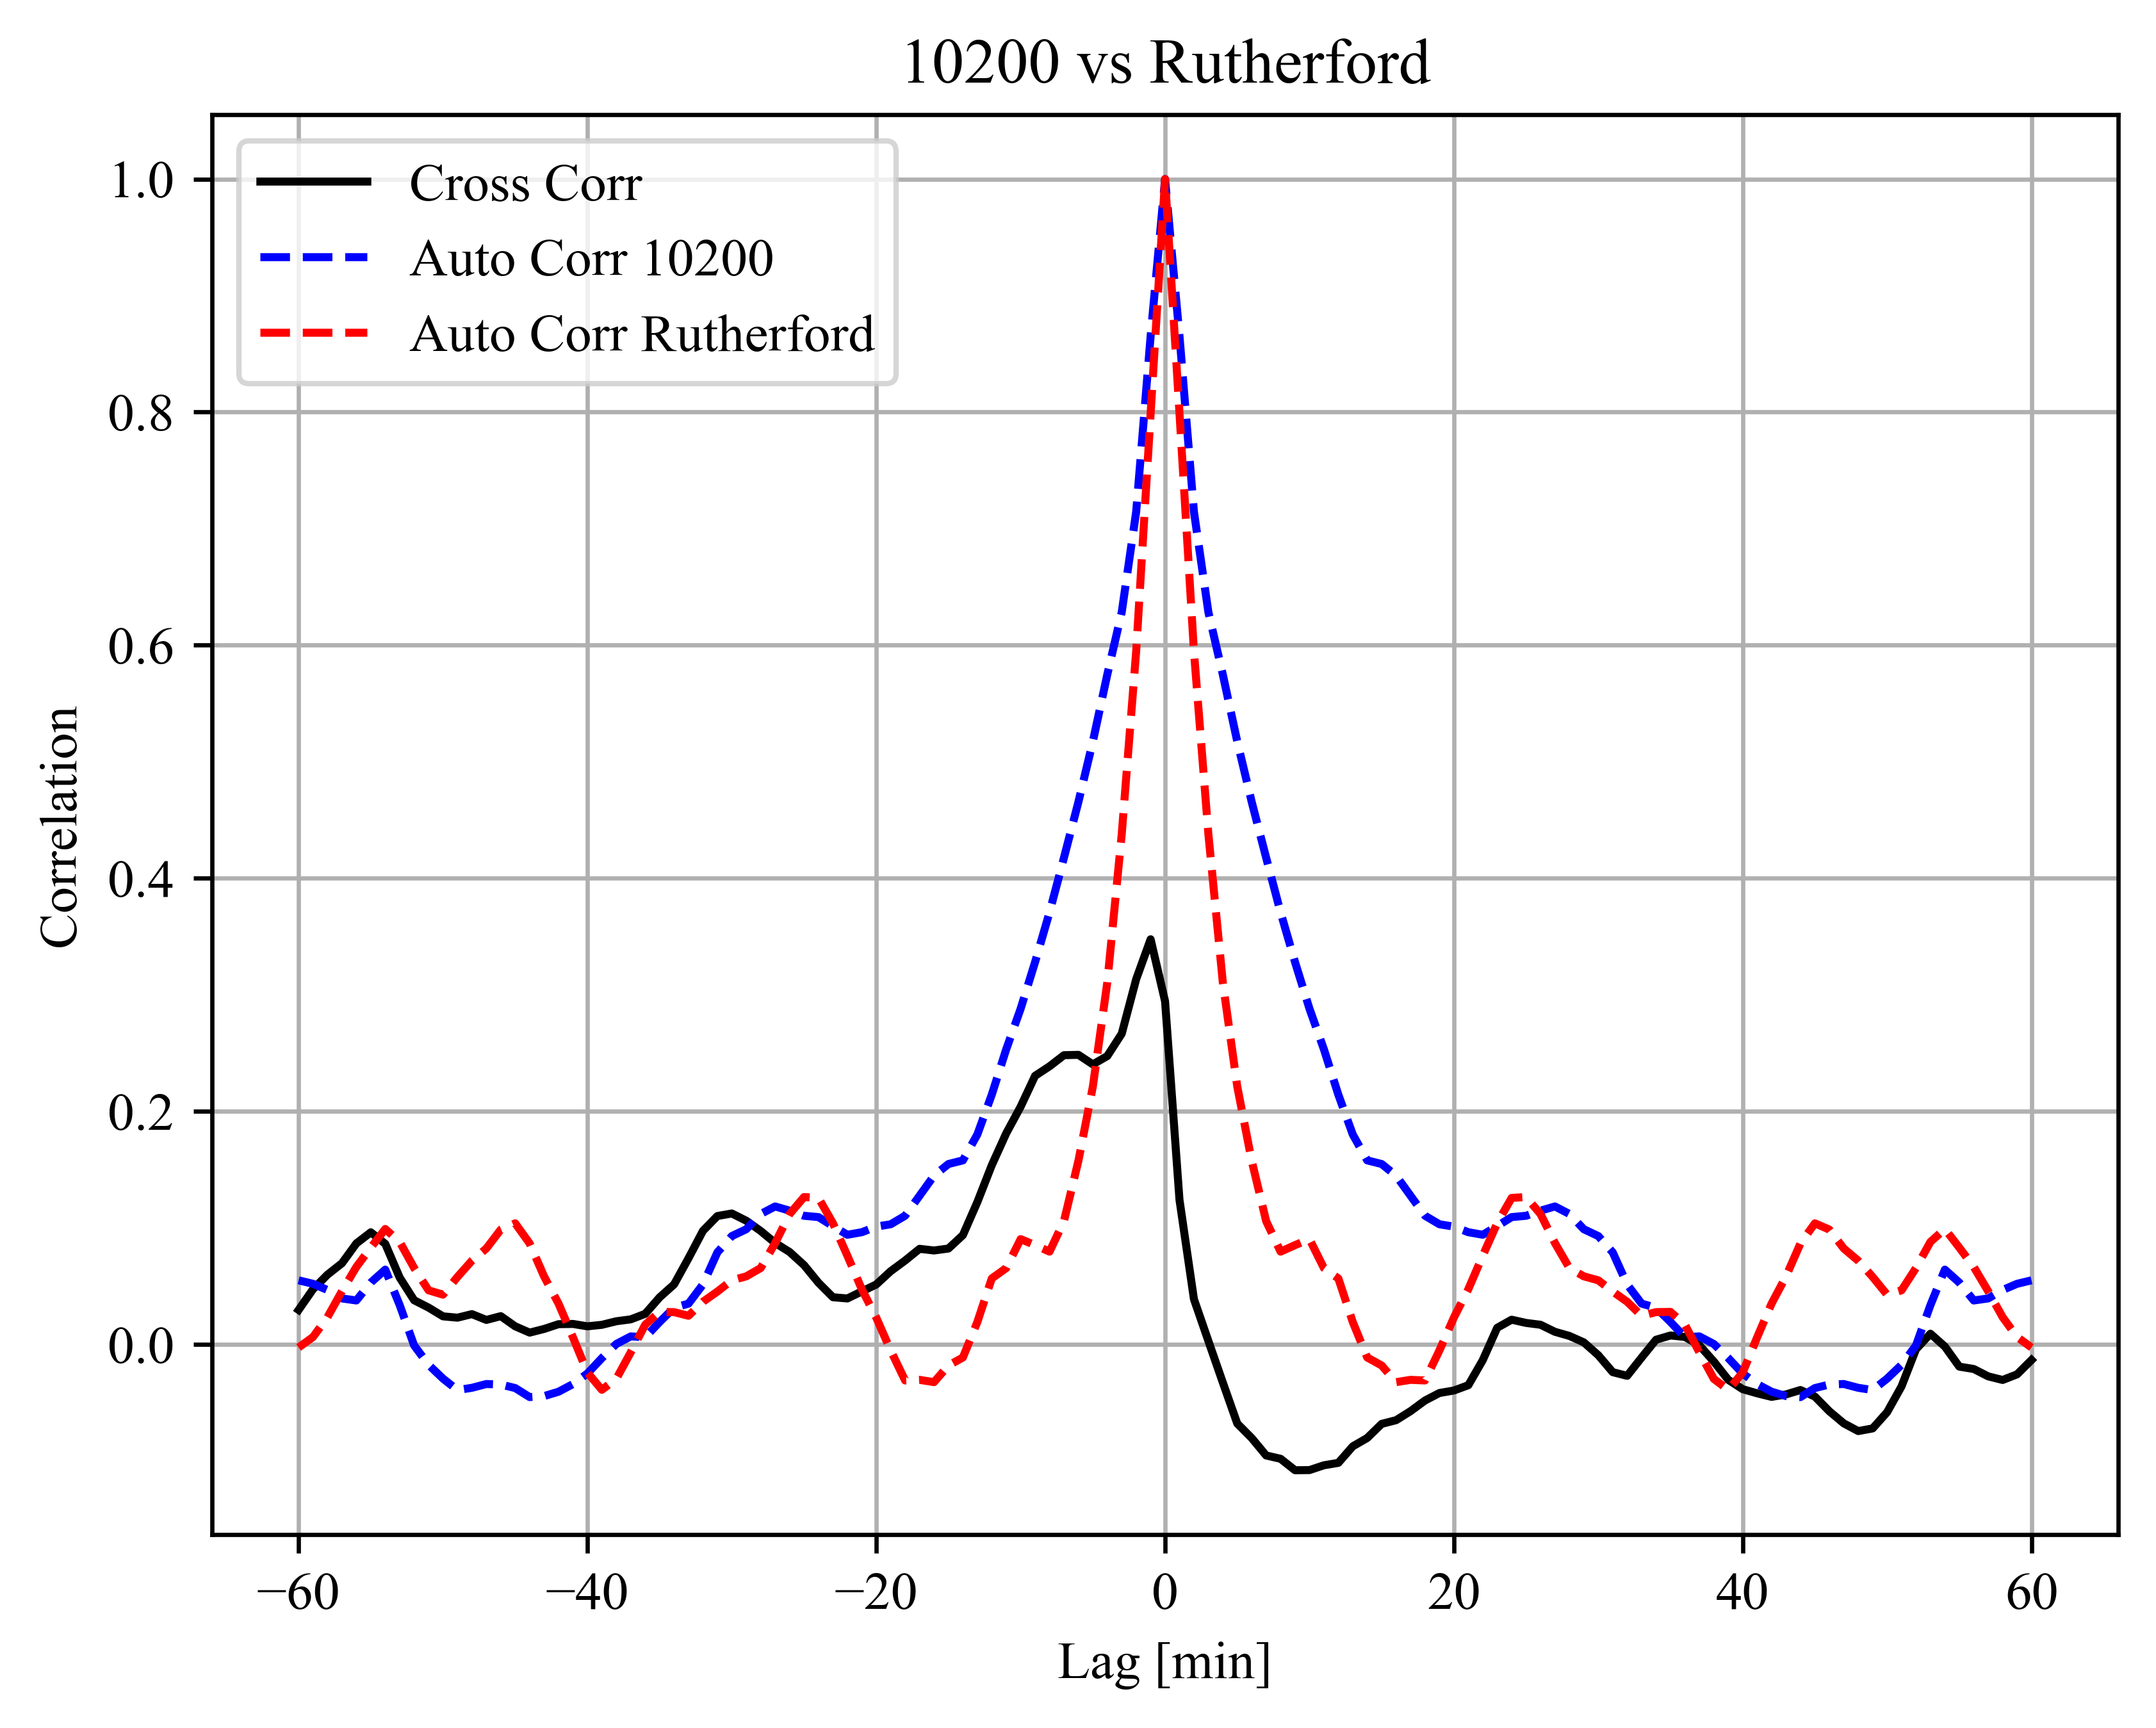 10200 vs Rutherford
Cross Corr
Auto Corr 10200
Auto Corr Rutherford
1.0
0.8
0.6
0.4
0.2
0.0
Correlation
−60 −40 −20 0 20 40 60
Lag [min]